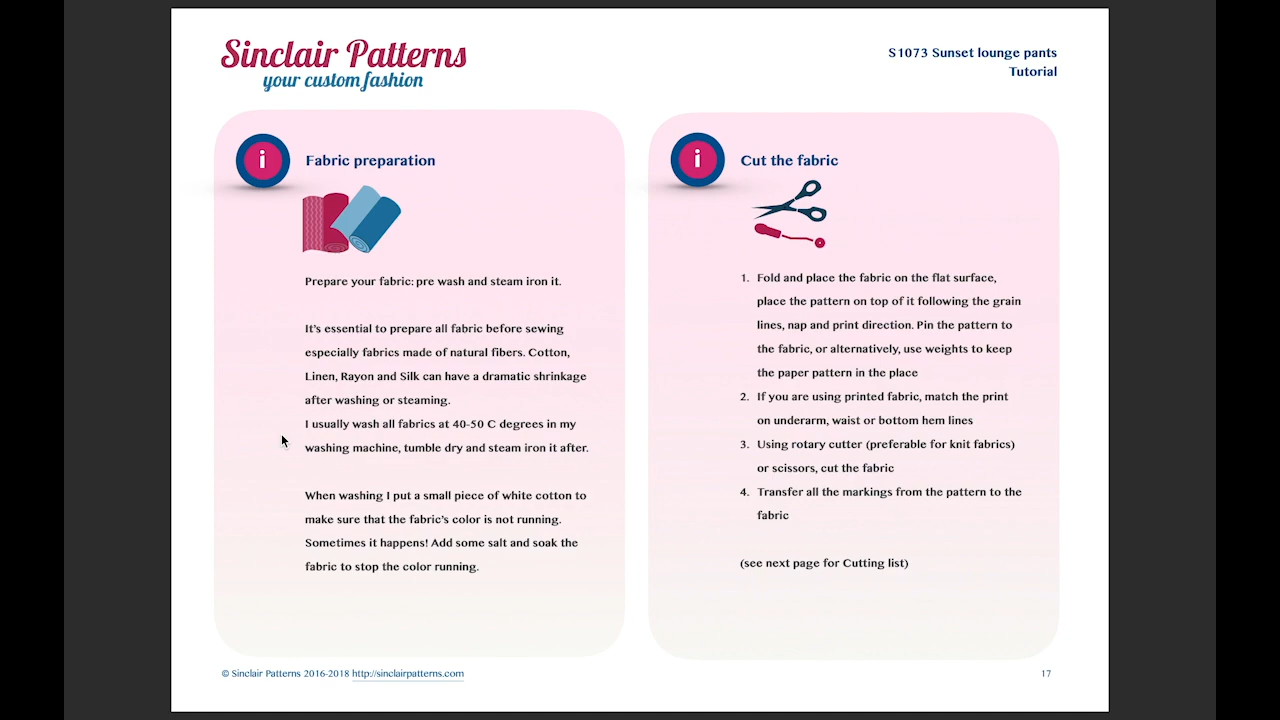 Sinclair Patterns
your custom fashion
S1073 Sunset lounge pants
Tutorial
i
Fabric preparation
Prepare your fabric: pre wash and steam iron it.
It's essential to prepare all fabric before sewing
especially fabrics made of natural fibers. Cotton,
Linen, Rayon and Silk can have a dramatic shrinkage
after washing or steaming.
I usually wash all fabrics at 40-50 C degrees in my
washing machine, tumble dry and steam iron it after.
When washing I put a small piece of white cotton to
make sure that the fabric's color is not running.
Sometimes it happens! Add some salt and soak the
fabric to stop the color running.
i
Cut the fabric
1. Fold and place the fabric on the flat surface,
place the pattern on top of it following the grain
lines, nap and print direction. Pin the pattern to
the fabric, or alternatively, use weights to keep
the paper pattern in the place
2. If you are using printed fabric, match the print
on underarm, waist or bottom hem lines
3. Using rotary cutter (preferable for knit fabrics)
or scissors, cut the fabric
4. Transfer all the markings from the pattern to the
fabric
(see next page for Cutting list)
© Sinclair Patterns 2016-2018 http://sinclairpatterns.com
17